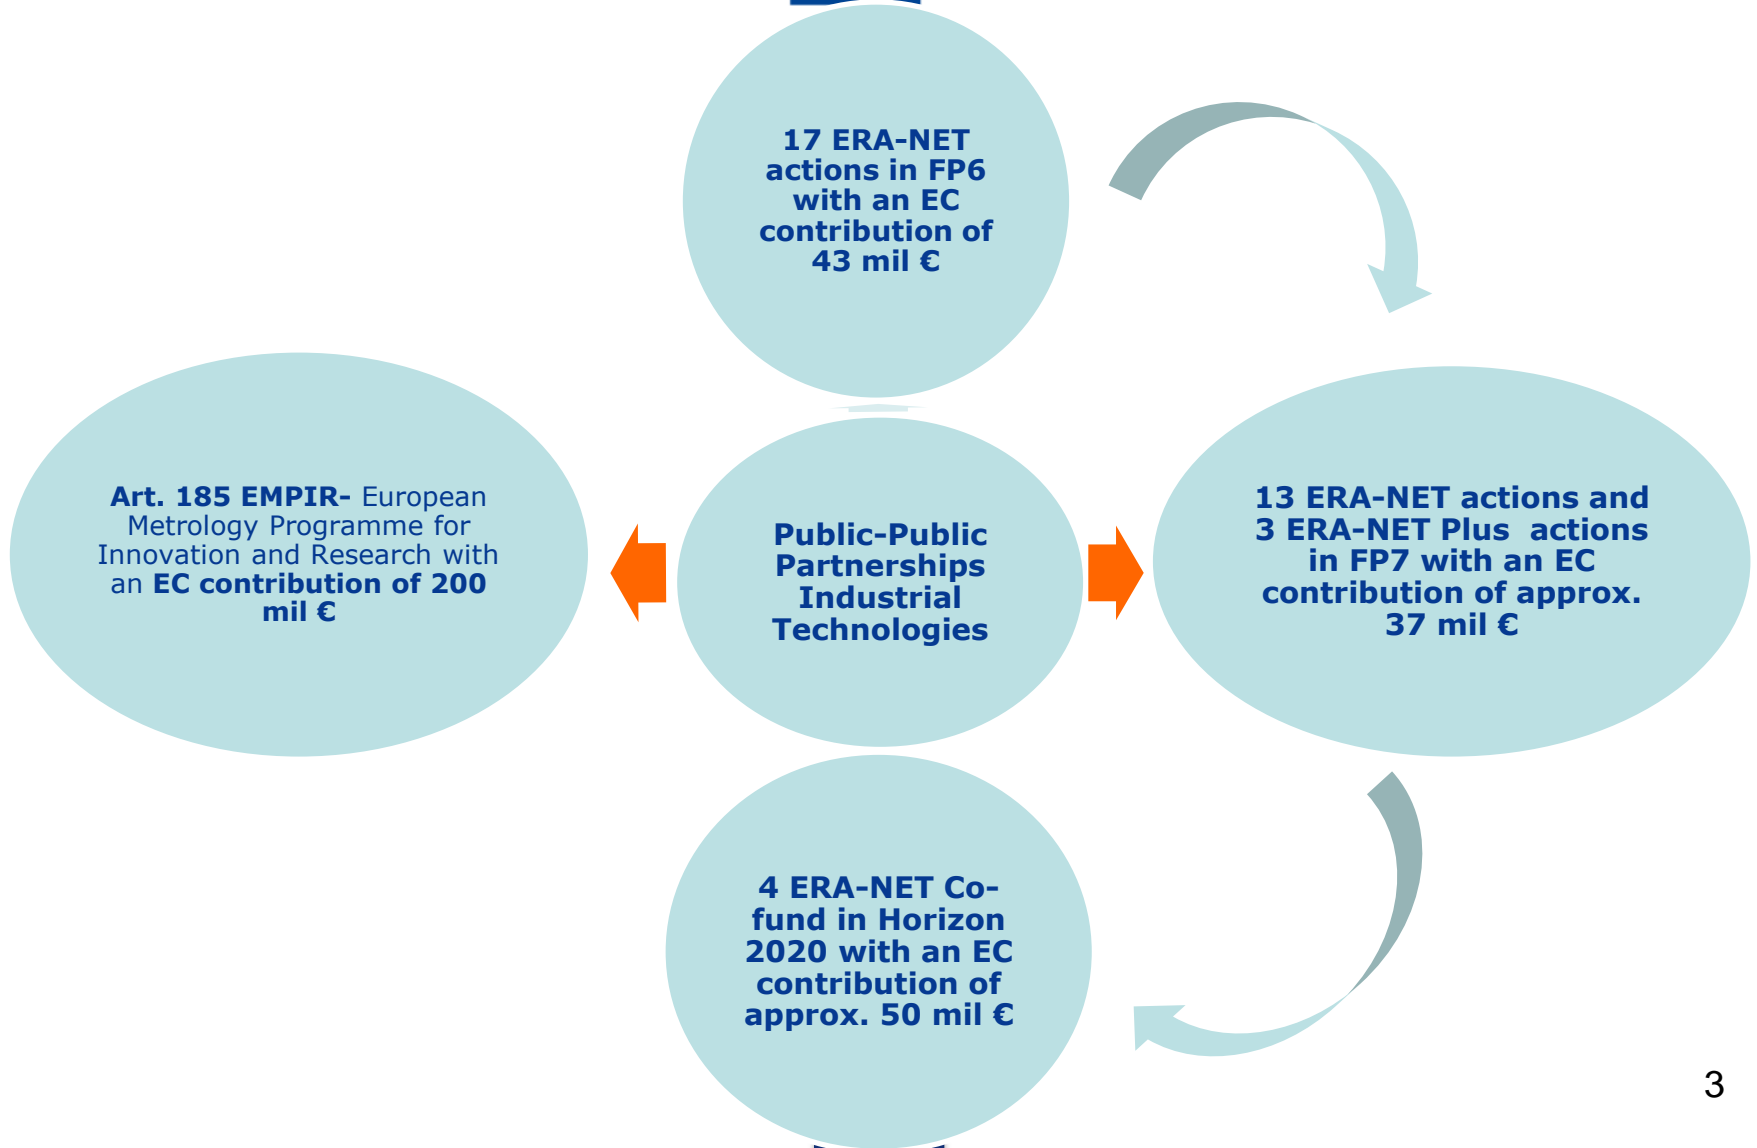 17 ERA-NET
actions in FP6
with an EC
contribution of
43 mil €
Art. 185 EMPIR- European
Metrology Programme for
Innovation and Research with
an EC contribution of 200
mil €
Public-Public
Partnerships
Industrial
Technologies
13 ERA-NET actions and
3 ERA-NET Plus  actions
in FP7 with an EC
contribution of approx.
37 mil €
4 ERA-NET Co-
fund in Horizon
2020 with an EC
contribution of
approx. 50 mil €
3